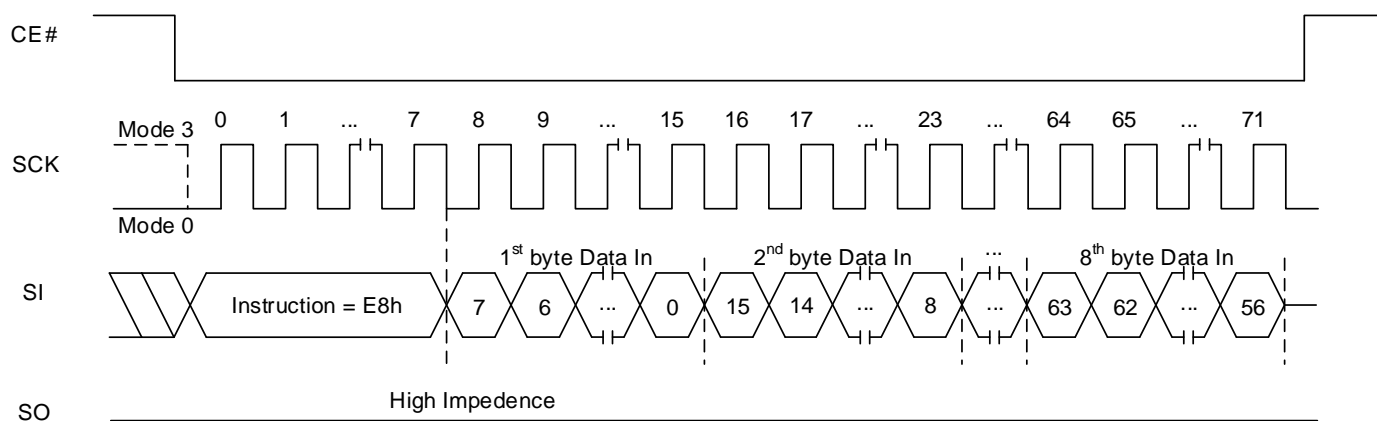 CE#
0 1 ... 7 8 9 ... 15 16 17 ... 23 ... 64 65 ... 71
Mode 3
SCK
Mode 0
1st byte Data In 2nd byte Data In ... 8th byte Data In
SI Instruction = E8h 7 6 ... 0 15 14 ... 8 ... 63 62 ... 56
High Impedence
SO